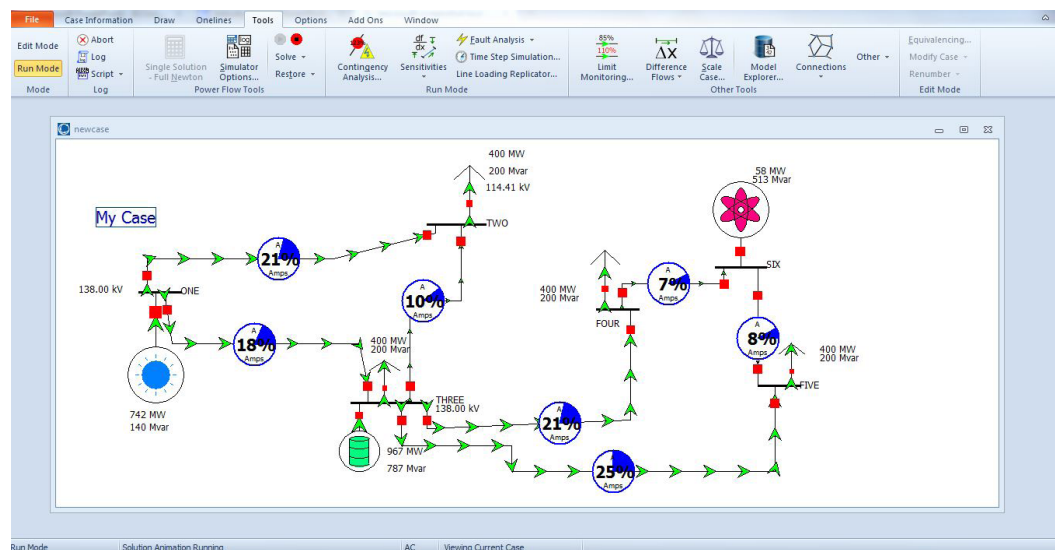 File Case Information Draw Onelines Tools Options Add Ons Window
Edit Mode
Run Mode
Mode
Abort
Log
Script
Log
Single Solution
- Full Newton
Simulator
Options...
Solve
Restore
Power Flow Tools
Contingency
Analysis...
Sensitivities
Fault Analysis
Time Step Simulation...
Line Loading Replicator...
Run Mode
85%
110%
Limit
Monitoring...
ΔX
Difference
Flows
Scale
Case...
Model
Explorer...
Connections
Other
Other Tools
Equivalencing...
Modify Case
Renumber
Edit Mode
newcase
My Case
400 MW
200 Mvar
114.41 kV
TWO
58 MW
513 Mvar
SIX
A
21%
Amps
138.00 kV
ONE
A
10%
Amps
A
18%
Amps
742 MW
140 Mvar
400 MW
200 Mvar
THREE
138.00 kV
967 MW
787 Mvar
400 MW
200 Mvar
FOUR
A
7%
Amps
A
8%
Amps
400 MW
200 Mvar
FIVE
A
21%
Amps
A
25%
Amps
Run Mode Solution Animation Running AC Viewing Current Case